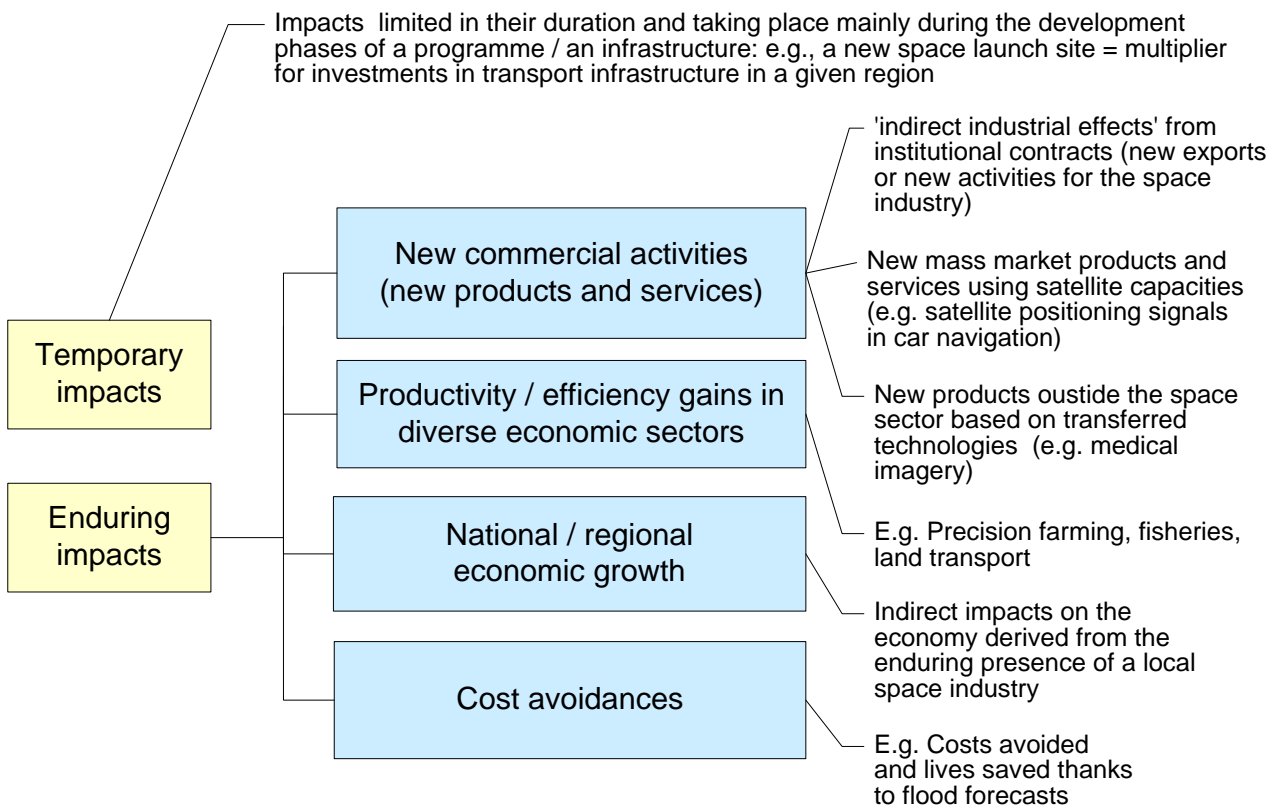 Impacts  limited in their duration and taking place mainly during the development
phases of a programme / an infrastructure: e.g., a new space launch site = multiplier
for investments in transport infrastructure in a given region
Temporary
impacts
Enduring
impacts
New commercial activities
(new products and services)
'indirect industrial effects' from
institutional contracts (new exports
or new activities for the space
industry)
New mass market products and
services using satellite capacities
(e.g. satellite positioning signals
in car navigation)
New products oustide the space
sector based on transferred
technologies  (e.g. medical
imagery)
Productivity / efficiency gains in
diverse economic sectors
E.g. Precision farming, fisheries,
land transport
National / regional
economic growth
Indirect impacts on the
economy derived from the
enduring presence of a local
space industry
Cost avoidances
E.g. Costs avoided
and lives saved thanks
to flood forecasts